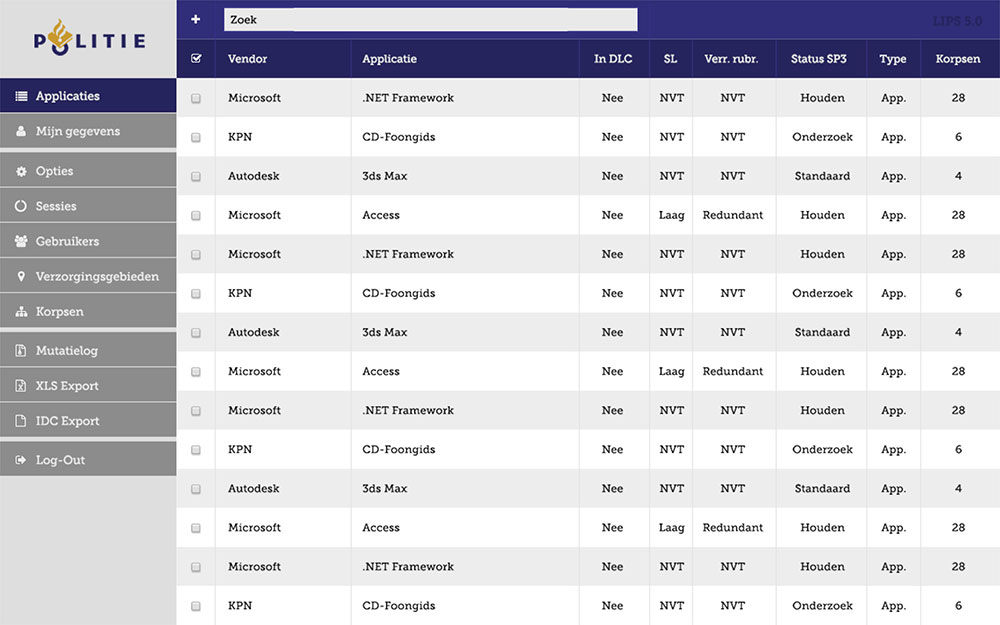 POLITIE
Zoek
LIPS 5.0
Vendor Applicatie In DLC SL Verr. rubr. Status SP3 Type Korpsen
Applicaties
Mijn gegevens
Opties
Sessies
Gebruikers
Verzorgingsgebieden
Korpsen
Mutatielog
XLS Export
IDC Export
Log-Out
Microsoft .NET Framework Nee NVT NVT Houden App. 28
KPN CD-Foongids Nee NVT NVT Onderzoek App. 6
Autodesk 3ds Max Nee NVT NVT Standaard App. 4
Microsoft Access Nee Laag Redundant Houden App. 28
Microsoft .NET Framework Nee NVT NVT Houden App. 28
KPN CD-Foongids Nee NVT NVT Onderzoek App. 6
Autodesk 3ds Max Nee NVT NVT Standaard App. 4
Microsoft Access Nee Laag Redundant Houden App. 28
Microsoft .NET Framework Nee NVT NVT Houden App. 28
KPN CD-Foongids Nee NVT NVT Onderzoek App. 6
Autodesk 3ds Max Nee NVT NVT Standaard App. 4
Microsoft Access Nee Laag Redundant Houden App. 28
Microsoft .NET Framework Nee NVT NVT Houden App. 28
KPN CD-Foongids Nee NVT NVT Onderzoek App. 6